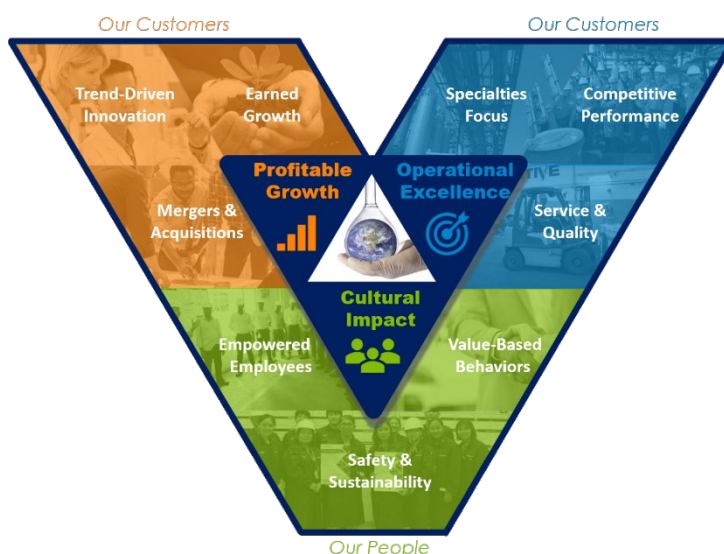 Our Customers
Our Customers
Trend-Driven
Innovation
Earned
Growth
Specialties
Focus
Competitive
Performance
Profitable
Growth
Operational
Excellence
Mergers &
Acquisitions
Service &
Quality
Cultural
Impact
Empowered
Employees
Value-Based
Behaviors
Safety &
Sustainability
Our People